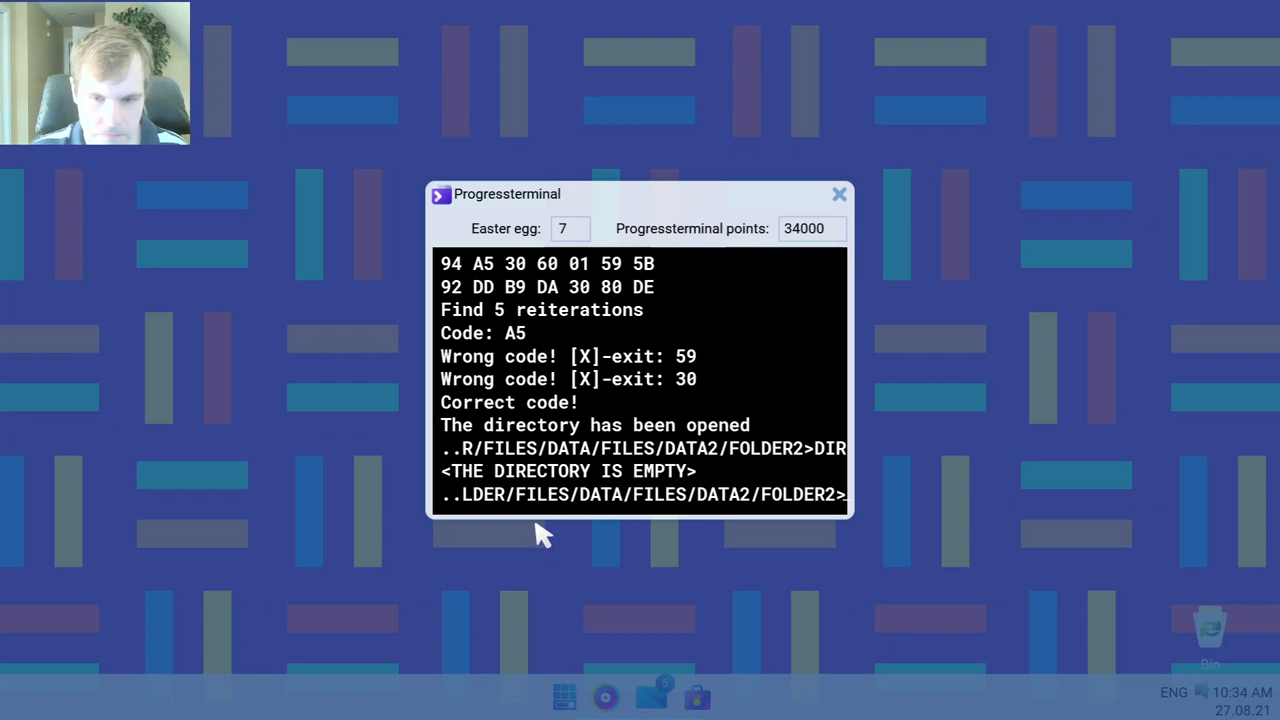 Progressterminal
Easter egg: 7 Progressterminal points: 34000
94 A5 30 60 01 59 5B
92 DD B9 DA 30 80 DE
Find 5 reiterations
Code: A5
Wrong code! [X]-exit: 59
Wrong code! [X]-exit: 30
Correct code!
The directory has been opened
..R/FILES/DATA/FILES/DATA2/FOLDER2>DIR
<THE DIRECTORY IS EMPTY>
..LDER/FILES/DATA/FILES/DATA2/FOLDER2>_
Bin
5
ENG 10:34 AM
27.08.21